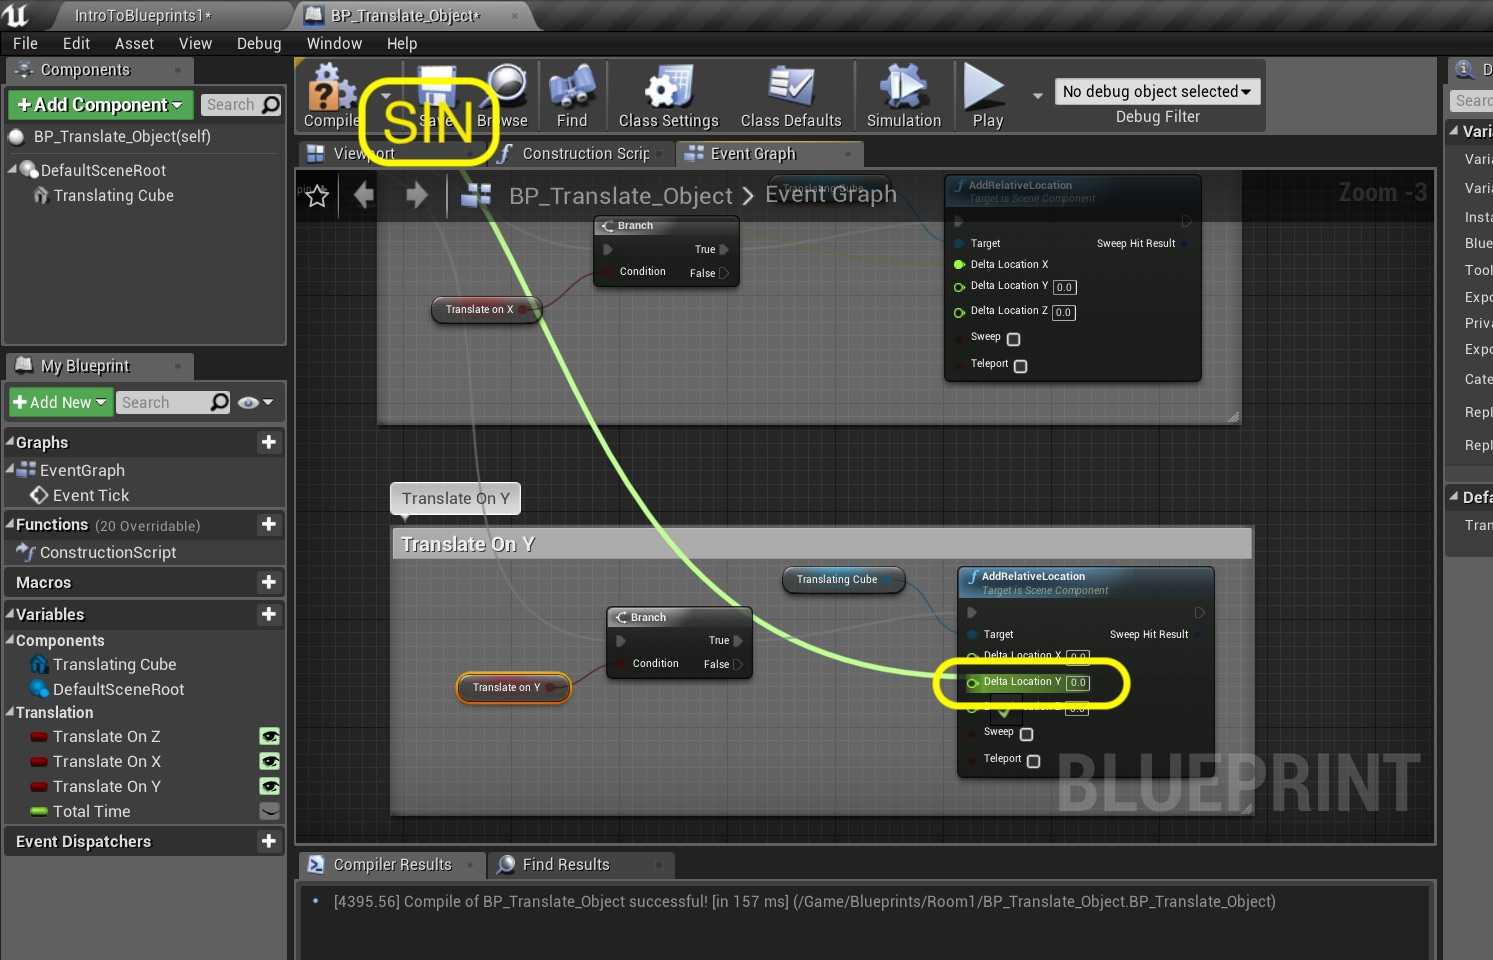 IntroToBlueprints1*
BP_Translate_Object*
File Edit Asset View Debug Window Help
Components
+Add Component
Search
BP_Translate_Object(self)
DefaultSceneRoot
Translating Cube
Compile
SIN
Browse
Find
Class Settings
Class Defaults
Simulation
Play
No debug object selected
Debug Filter
Viewport
Construction Scrip
Event Graph
BP_Translate_Object > Event Graph
Zoom -3
Translating Cube
AddRelativeLocation
Target is Scene Component
Branch
True
Condition
False
Translate on X
Target
Sweep Hit Result
Delta Location X
Delta Location Y 0.0
Delta Location Z 0.0
Sweep
Teleport
My Blueprint
+Add New
Search
Graphs
EventGraph
Event Tick
Functions (20 Overridable)
ConstructionScript
Macros
Variables
Components
Translating Cube
DefaultSceneRoot
Translation
Translate On Z
Translate On X
Translate On Y
Total Time
Event Dispatchers
Translate On Y
Translate On Y
Translating Cube
AddRelativeLocation
Target is Scene Component
Branch
True
Condition
False
Translate on Y
Target
Sweep Hit Result
Delta Location X 0.0
Delta Location Y 0.0
Sweep
Teleport
BLUEPRINT
Compiler Results
Find Results
[4395.56] Compile of BP_Translate_Object successful! [in 157 ms] (/Game/Blueprints/Room1/BP_Translate_Object.BP_Translate_Object)
D
Searc
Varia
Varia
Varia
Insta
Blue
Tool
Expo
Priva
Expo
Cate
Repl
Repl
Defa
Tran